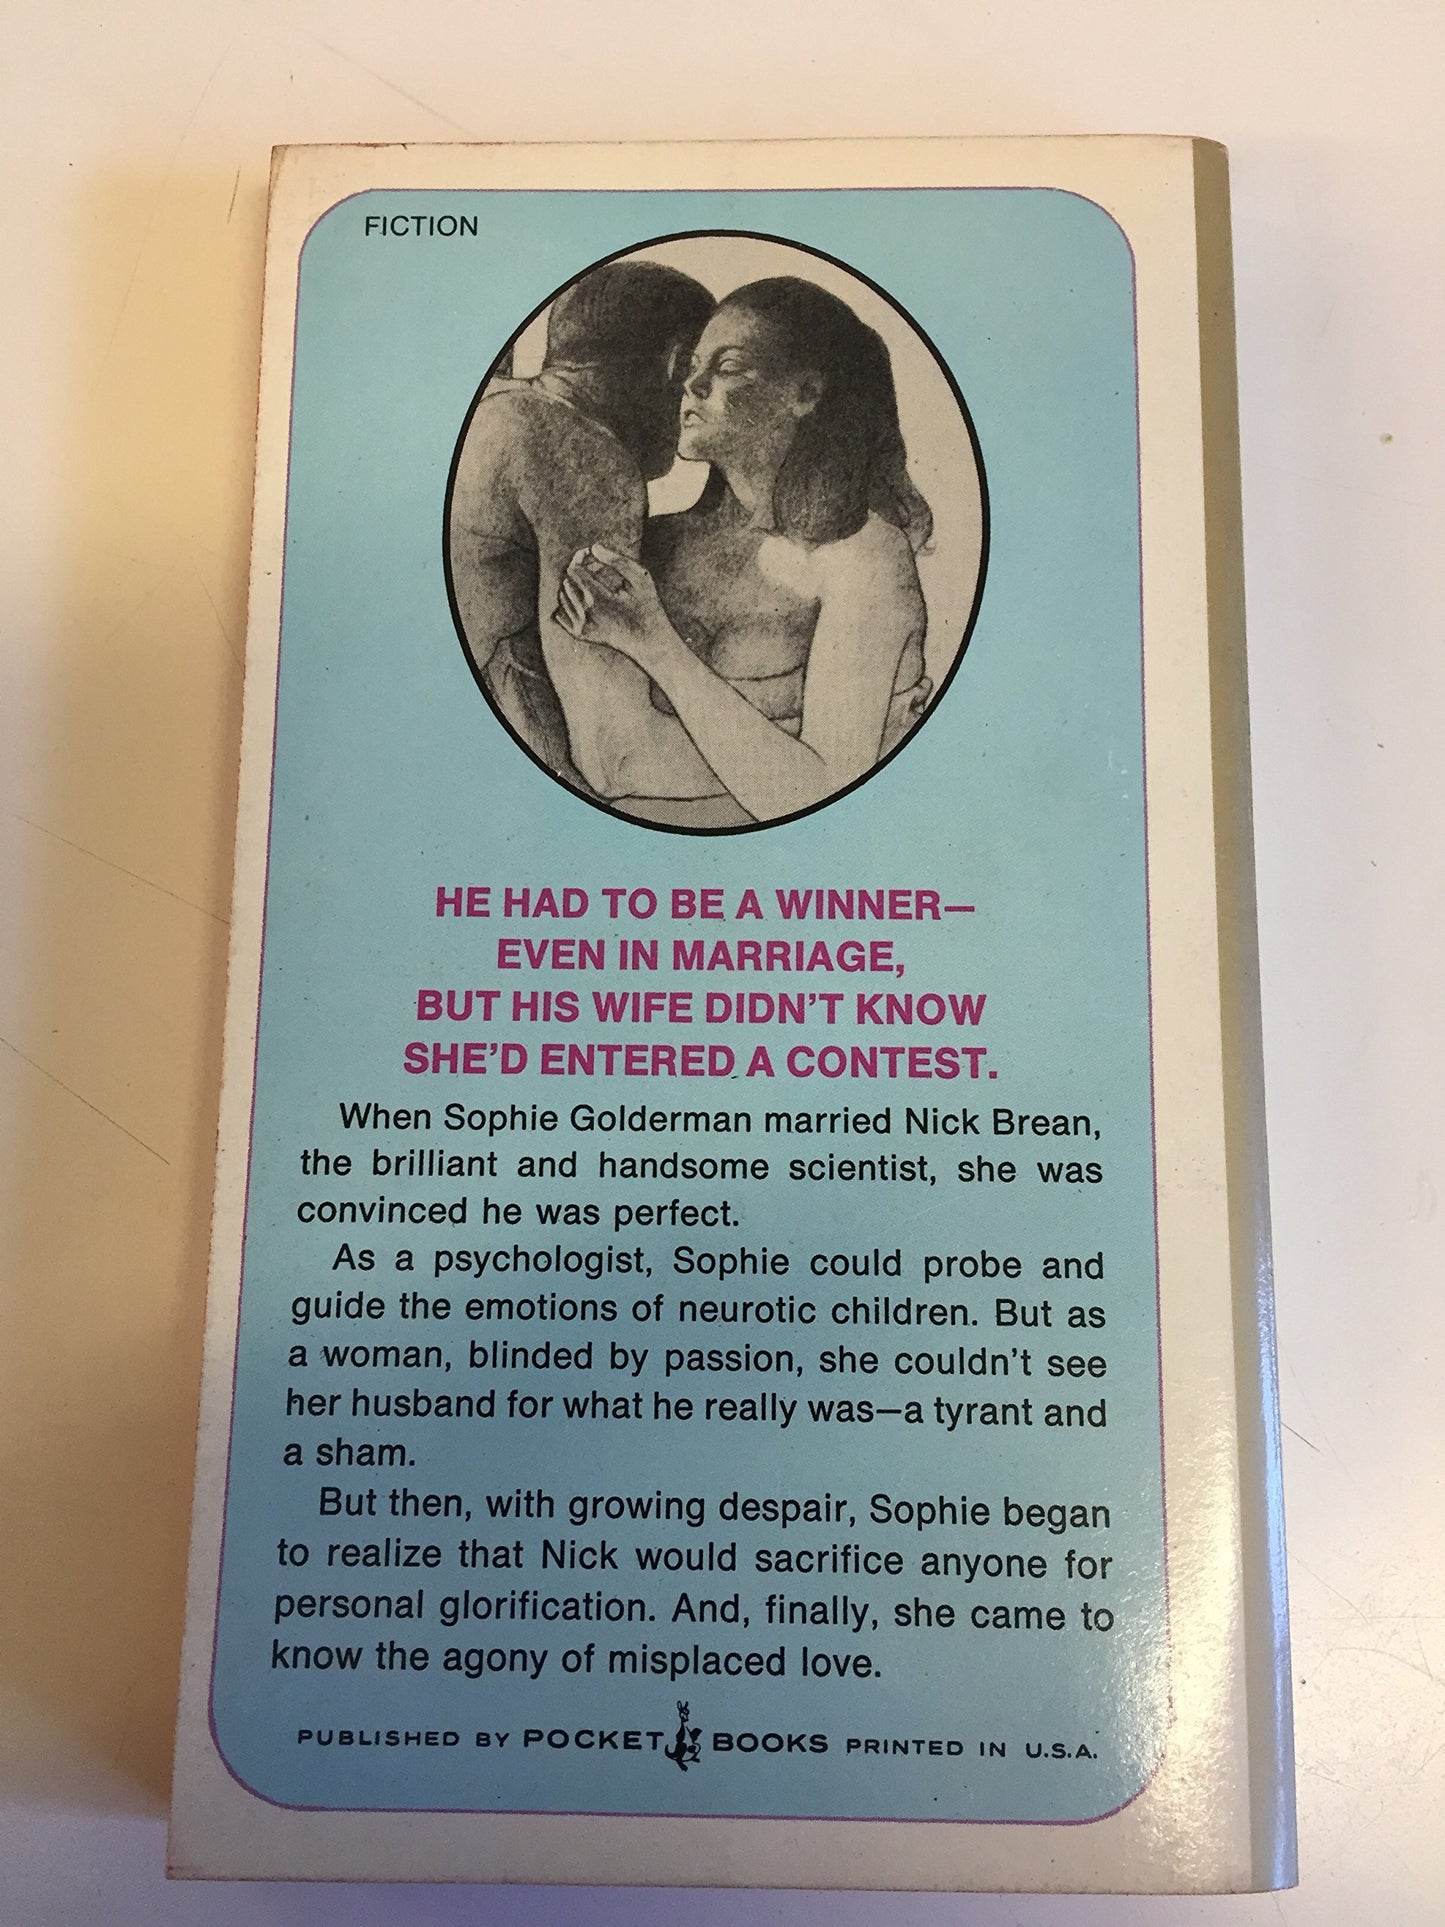 FICTION
HE HAD TO BE A WINNER—
EVEN IN MARRIAGE,
BUT HIS WIFE DIDN'T KNOW
SHE'D ENTERED A CONTEST.
When Sophie Golderman married Nick Brean,
the brilliant and handsome scientist, she was
convinced he was perfect.
As a psychologist, Sophie could probe and
guide the emotions of neurotic children. But as
a woman, blinded by passion, she couldn't see
her husband for what he really was—a tyrant and
a sham.
But then, with growing despair, Sophie began
to realize that Nick would sacrifice anyone for
personal glorification. And, finally, she came to
know the agony of misplaced love.
PUBLISHED BY POCKET BOOKS PRINTED IN U.S.A.